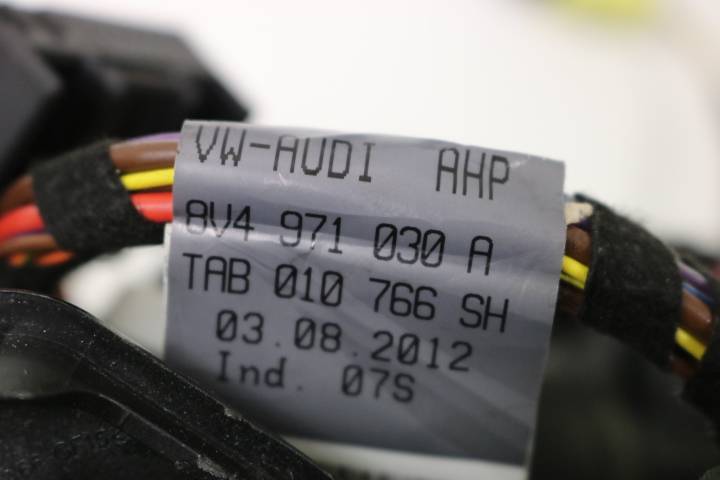 VW-AUDI AHP
8V4 971 030 A
TAB 010 766 SH
03.08.2012
Ind. 07S